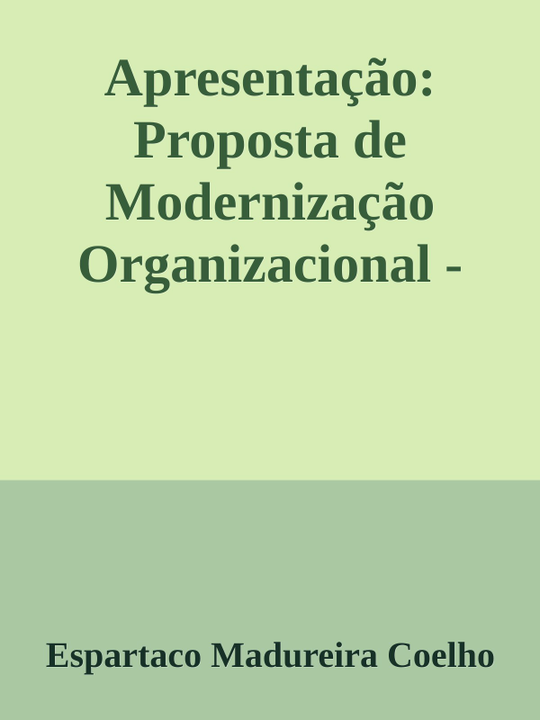 Apresentação:
Proposta de
Modernização
Organizacional -
Espartaco Madureira Coelho